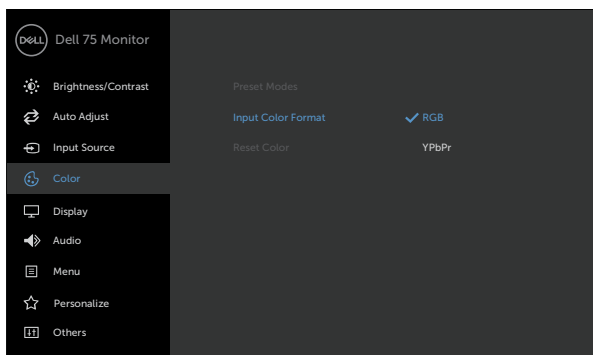 DELL Dell 75 Monitor
Brightness/Contrast
Auto Adjust
Input Source
Color
Display
Audio
Menu
Personalize
Others
Preset Modes
Input Color Format RGB
Reset Color YPbPr